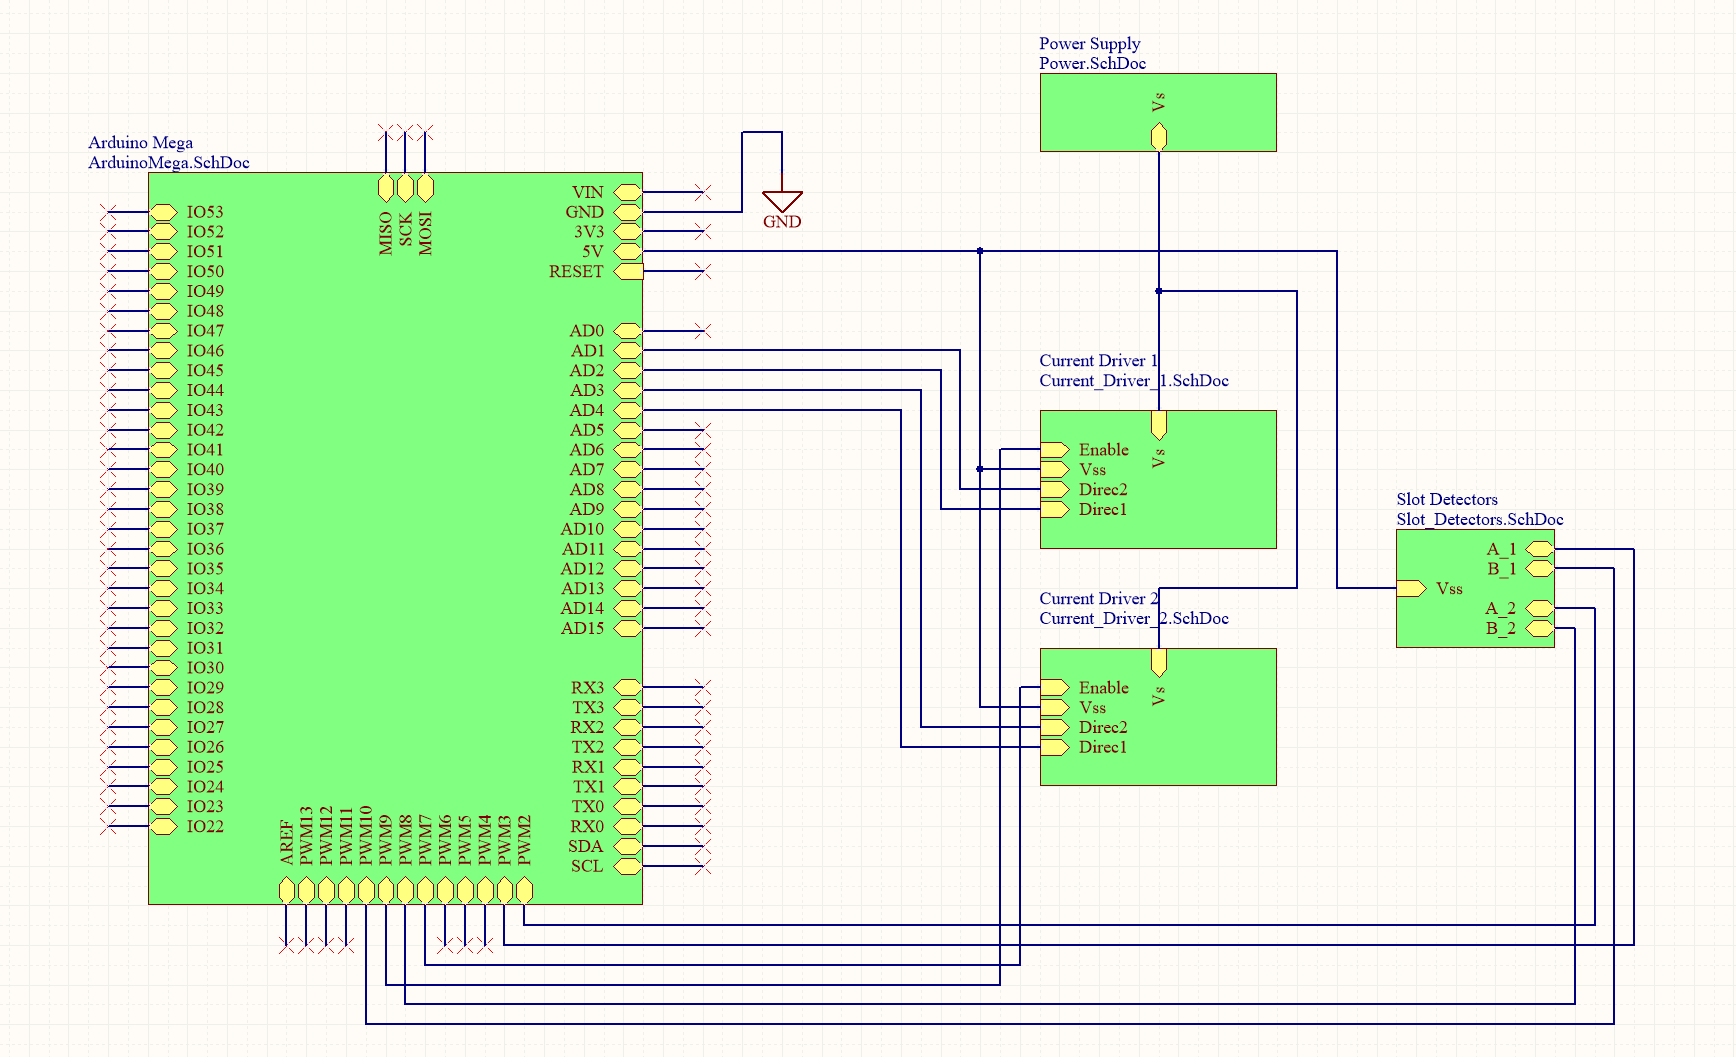 Power Supply
Power.SchDoc
Vs
Arduino Mega
ArduinoMega.SchDoc
MISO
SCK
MOSI
VIN
GND
3V3
5V
RESET
GND
IO53
IO52
IO51
IO50
IO49
IO48
IO47
IO46
IO45
IO44
IO43
IO42
IO41
IO40
IO39
IO38
IO37
IO36
IO35
IO34
IO33
IO32
IO31
IO30
IO29
IO28
IO27
IO26
IO25
IO24
IO23
IO22
AD0
AD1
AD2
AD3
AD4
AD5
AD6
AD7
AD8
AD9
AD10
AD11
AD12
AD13
AD14
AD15
RX3
TX3
RX2
TX2
RX1
TX1
TX0
RX0
SDA
SCL
AREF
PWM13
PWM12
PWM11
PWM10
PWM9
PWM8
PWM7
PWM6
PWM5
PWM4
PWM3
PWM2
Current Driver 1
Current_Driver_1.SchDoc
Vs
Enable
Vss
Direc2
Direc1
Current Driver 2
Current_Driver_2.SchDoc
Vs
Enable
Vss
Direc2
Direc1
Slot Detectors
Slot_Detectors.SchDoc
A_1
B_1
Vss
A_2
B_2